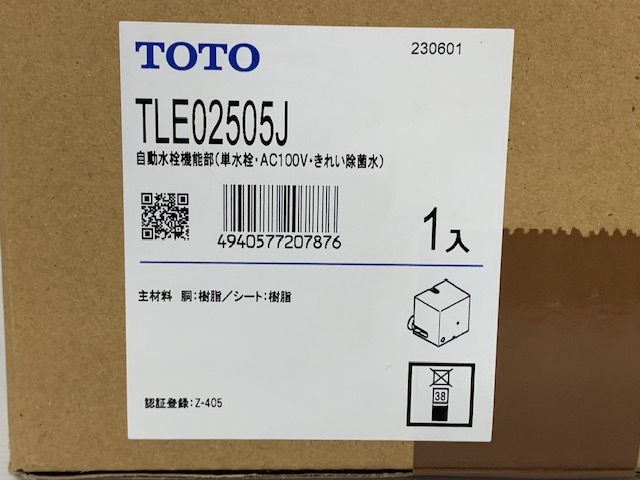 TOTO
230601
TLE02505J
自動水栓機能部(単水栓・AC100V・きれい除菌水)
4940577207876
1入
主材料 胴:樹脂/シート:樹脂
38
認証登録:Z-405